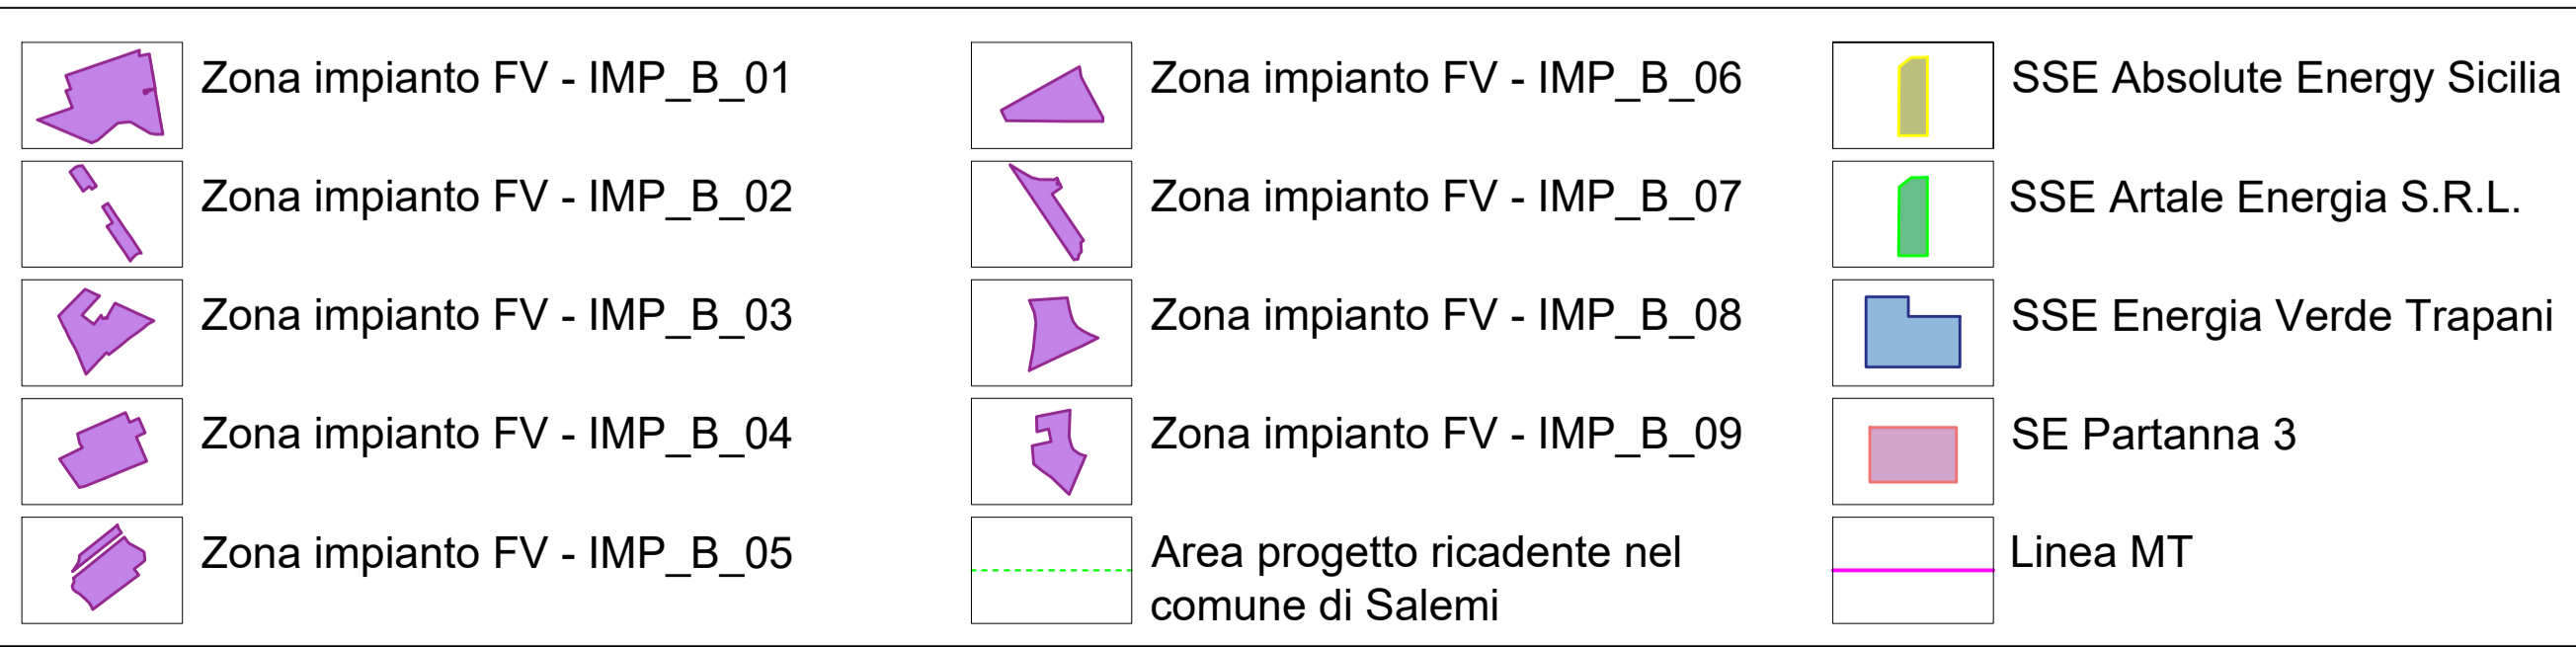 Zona impianto FV - IMP_B_01
Zona impianto FV - IMP_B_02
Zona impianto FV - IMP_B_03
Zona impianto FV - IMP_B_04
Zona impianto FV - IMP_B_05
Zona impianto FV - IMP_B_06
Zona impianto FV - IMP_B_07
Zona impianto FV - IMP_B_08
Zona impianto FV - IMP_B_09
Area progetto ricadente nel
comune di Salemi
SSE Absolute Energy Sicilia
SSE Artale Energia S.R.L.
SSE Energia Verde Trapani
SE Partanna 3
Linea MT